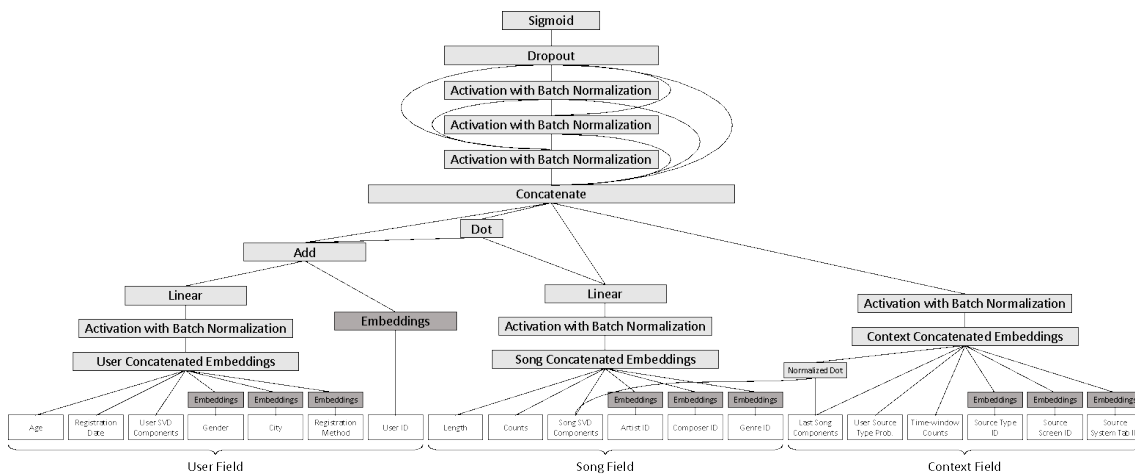 Sigmoid
Dropout
Activation with Batch Normalization
Activation with Batch Normalization
Activation with Batch Normalization
Concatenate
Dot
Add
Linear
Linear
Activation with Batch Normalization
Embeddings
Activation with Batch Normalization
Activation with Batch Normalization
User Concatenated Embeddings
Song Concatenated Embeddings
Context Concatenated Embeddings
Normalized Dot
Embeddings Embeddings Embeddings
Embeddings Embeddings Embeddings
Embeddings Embeddings Embeddings
Age
Registration
Date
User SVD
Components
Gender
City
Registration
Method
User ID
Length
Counts
Song SVD
Components
Artist ID
Composer ID
Genre ID
Last Song
Components
User Source
Type Prob.
Time-window
Counts
Source Type
ID
Source
Screen ID
Source
System Tab ID
User Field
Song Field
Context Field